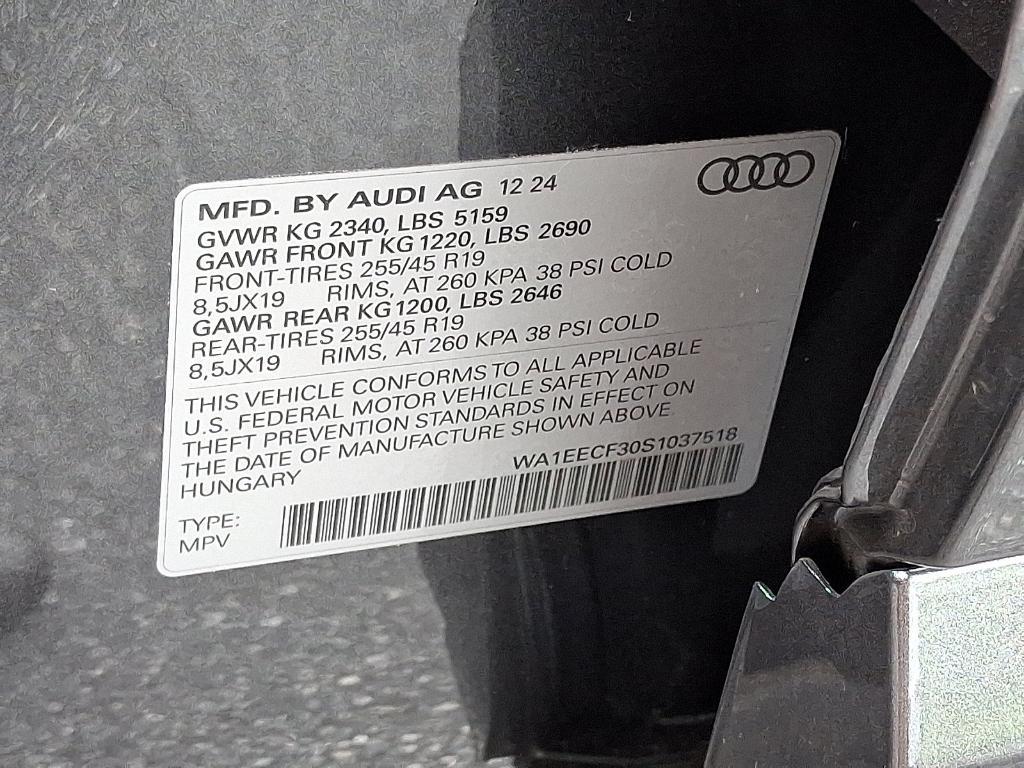 MFD. BY AUDI AG 12 24
GVWR KG 2340, LBS 5159
GAWR FRONT KG 1220, LBS 2690
FRONT-TIRES 255/45 R19
8,5JX19 RIMS, AT 260 KPA 38 PSI COLD
GAWR REAR KG 1200, LBS 2646
REAR-TIRES 255/45 R19
8,5JX19 RIMS, AT 260 KPA 38 PSI COLD
THIS VEHICLE CONFORMS TO ALL APPLICABLE
U.S. FEDERAL MOTOR VEHICLE SAFETY AND
THEFT PREVENTION STANDARDS IN EFFECT ON
THE DATE OF MANUFACTURE SHOWN ABOVE.
HUNGARY
WA1EECF30S1037518
TYPE:
MPV